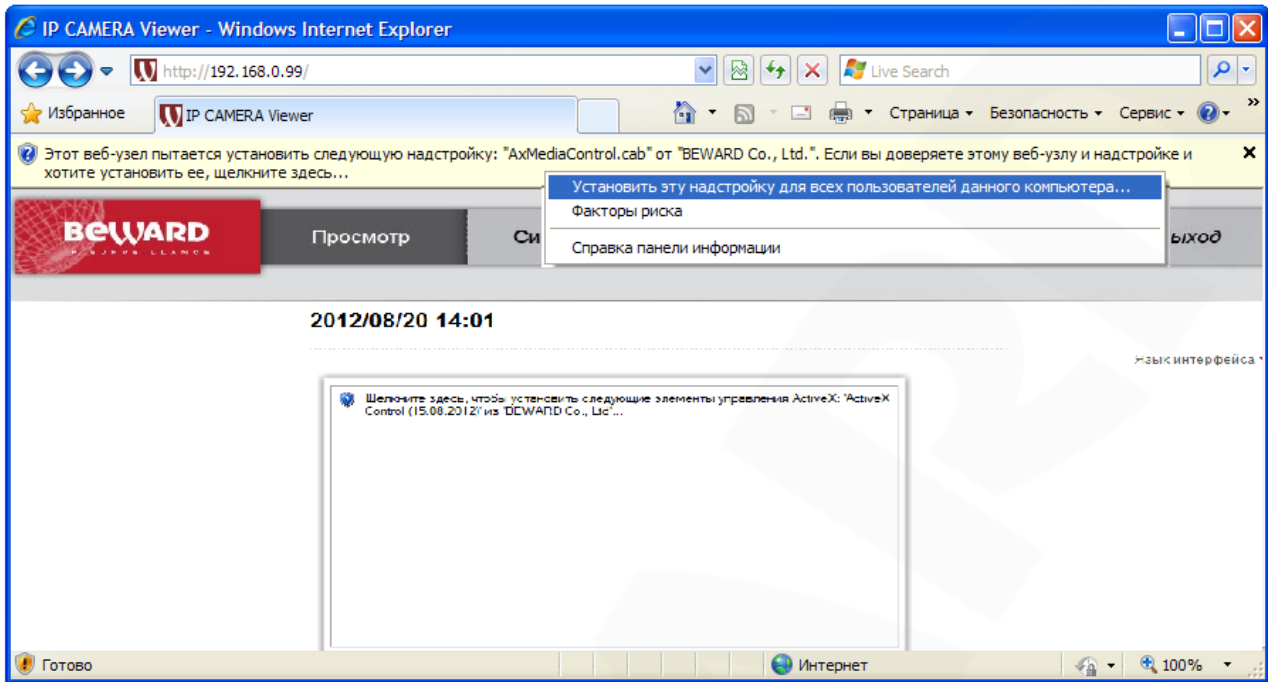 IP CAMERA Viewer - Windows Internet Explorer
http://192.168.0.99/
Live Search
Избранное
IP CAMERA Viewer
Страница
Безопасность
Сервис
Этот веб-узел пытается установить следующую надстройку: "AxMediaControl.cab" от "BEWARD Co., Ltd.". Если вы доверяете этому веб-узлу и надстройке и
хотите установить ее, щелкните здесь...
Установить эту надстройку для всех пользователей данного компьютера...
Факторы риска
Справка панели информации
BEWARD
Просмотр
Си
ыход
2012/08/20 14:01
Язык интерфейса
Щелкните здесь, чтобы установить следующие элементы управления ActiveX: 'ActiveX
Control (15.08.2012)' из 'BEWARD Co., Ltd'...
Готово
Интернет
100%